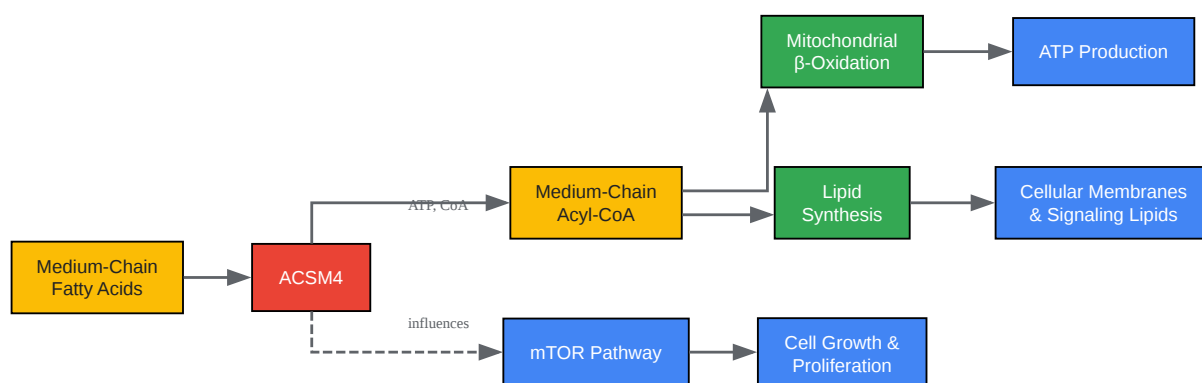 Mitochondrial
β-Oxidation
ATP Production
Medium-Chain
Acyl-CoA
Lipid
Synthesis
Cellular Membranes
& Signaling Lipids
ATP, CoA
Medium-Chain
Fatty Acids
ACSM4
influences
mTOR Pathway
Cell Growth &
Proliferation